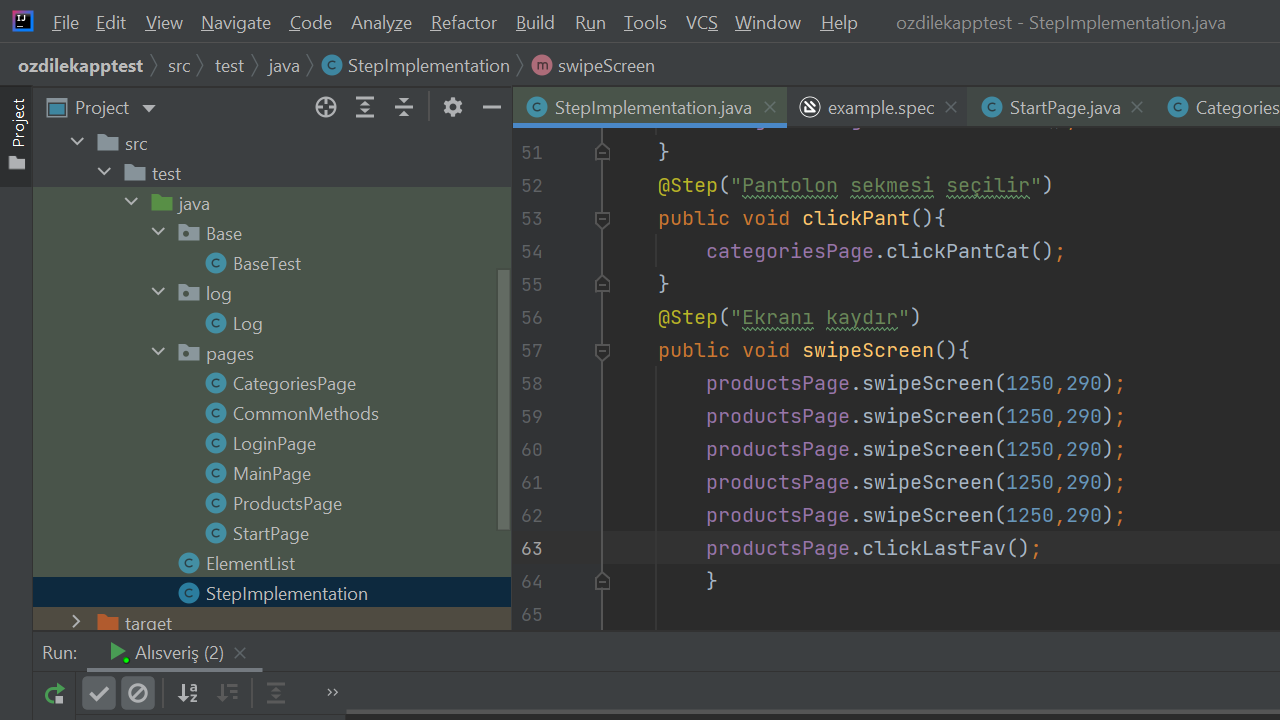 File Edit View Navigate Code Analyze Refactor Build Run Tools VCS Window Help ozdilekapptest - StepImplementation.java
ozdilekapptest src test java StepImplementation m swipeScreen
Project
Project
StepImplementation.java example.spec StartPage.java Categories
src
test
java
Base
BaseTest
log
Log
pages
CategoriesPage
CommonMethods
LoginPage
MainPage
ProductsPage
StartPage
ElementList
StepImplementation
target
51 }
52 @Step("Pantolon sekmesi seçilir")
53 public void clickPant(){
54 categoriesPage.clickPantCat();
55 }
56 @Step("Ekranı kaydır")
57 public void swipeScreen(){
58 productsPage.swipeScreen(1250,290);
59 productsPage.swipeScreen(1250,290);
60 productsPage.swipeScreen(1250,290);
61 productsPage.swipeScreen(1250,290);
62 productsPage.swipeScreen(1250,290);
63 productsPage.clickLastFav();
64 }
65
Run: Alısveriş (2)